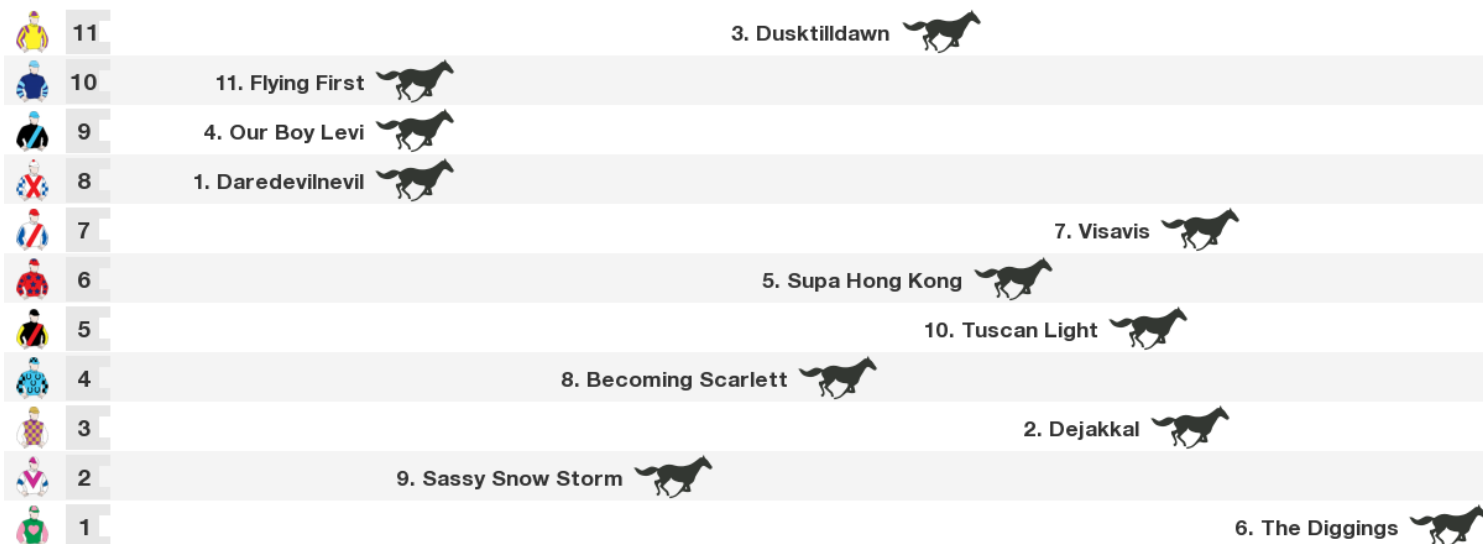 11 3. Dusktilldawn
10 11. Flying First
9 4. Our Boy Levi
8 1. Daredevilnevil
7 7. Visavis
6 5. Supa Hong Kong
5 10. Tuscan Light
4 8. Becoming Scarlett
3 2. Dejakkal
2 9. Sassy Snow Storm
1 6. The Diggings